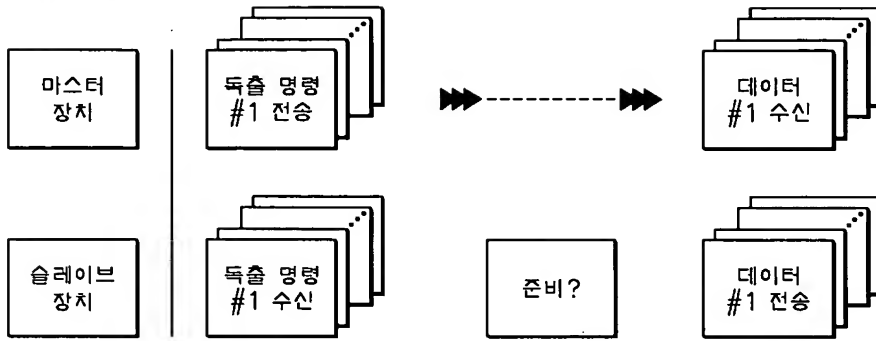 마스터
장치
독출 명령
#1 전송
데이터
#1 수신
슬레이브
장치
독출 명령
#1 수신
준비?
데이터
#1 전송